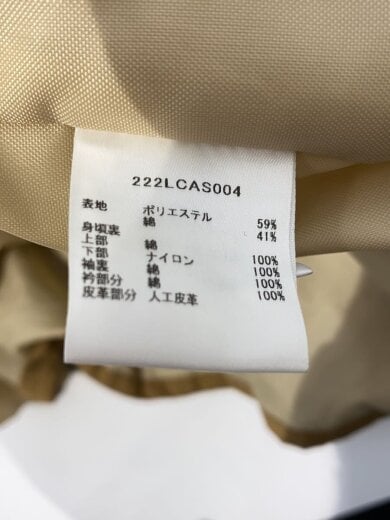 222LCAS004
表地 ポリエステル 59%
綿 41%
身頃裏
上部 綿 100%
下部 ナイロン 100%
袖裏 綿 100%
衿部分 綿 100%
皮革部分 人工皮革